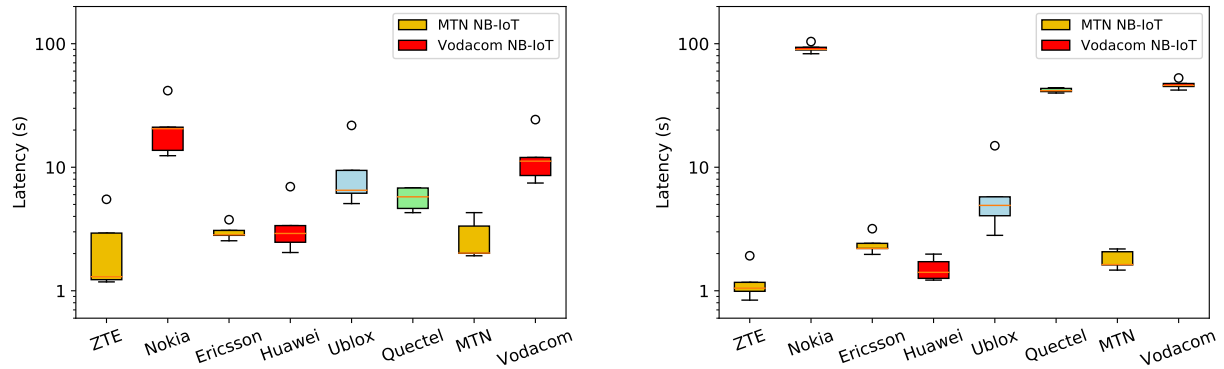 MTN NB-IoT
Vodacom NB-IoT
Latency (s)
100
10
1
ZTE
Nokia
Ericsson
Huawei
Ublox
Quectel
MTN
Vodacom
MTN NB-IoT
Vodacom NB-IoT
Latency (s)
100
10
1
ZTE
Nokia
Ericsson
Huawei
Ublox
Quectel
MTN
Vodacom